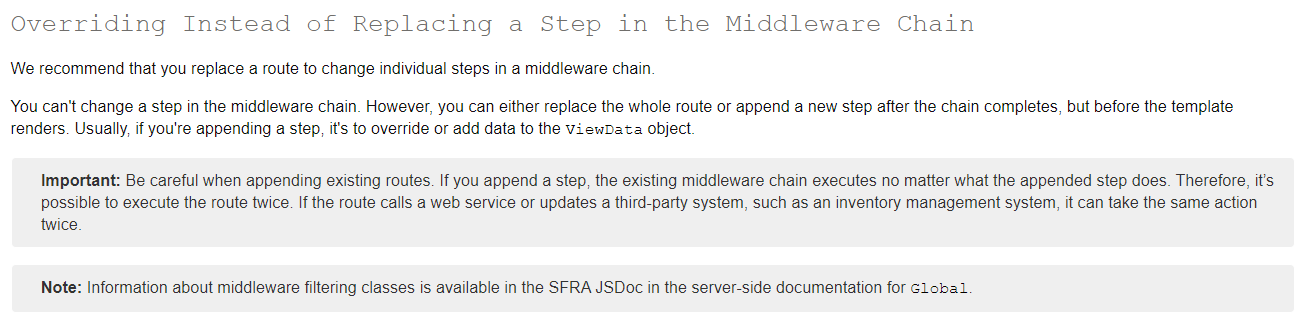 Overriding Instead of Replacing a Step in the Middleware Chain
We recommend that you replace a route to change individual steps in a middleware chain.
You can't change a step in the middleware chain. However, you can either replace the whole route or append a new step after the chain completes, but before the template
renders. Usually, if you're appending a step, it's to override or add data to the ViewData object.
Important: Be careful when appending existing routes. If you append a step, the existing middleware chain executes no matter what the appended step does. Therefore, it's
possible to execute the route twice. If the route calls a web service or updates a third-party system, such as an inventory management system, it can take the same action
twice.
Note: Information about middleware filtering classes is available in the SFRA JSDoc in the server-side documentation for Global.